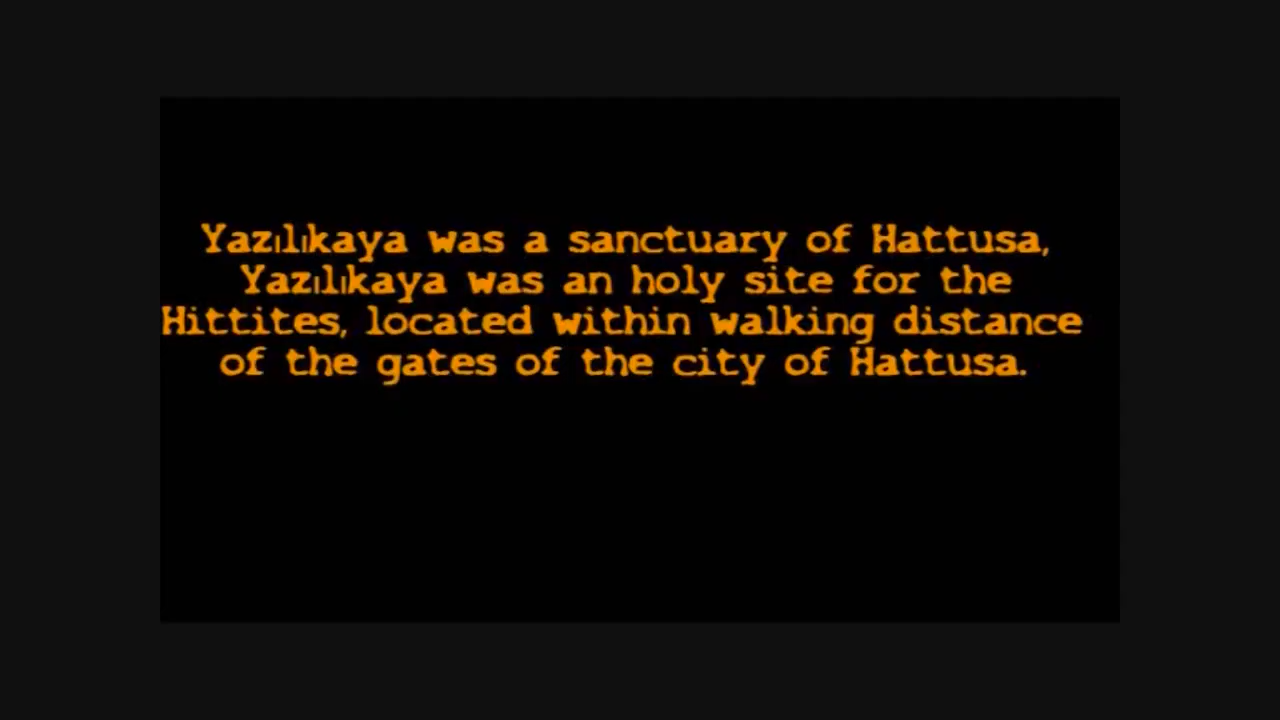 Yazılıkaya was a sanctuary of Hattusa,
Yazılıkaya was an holy site for the
Hittites, located within walking distance
of the gates of the city of Hattusa.